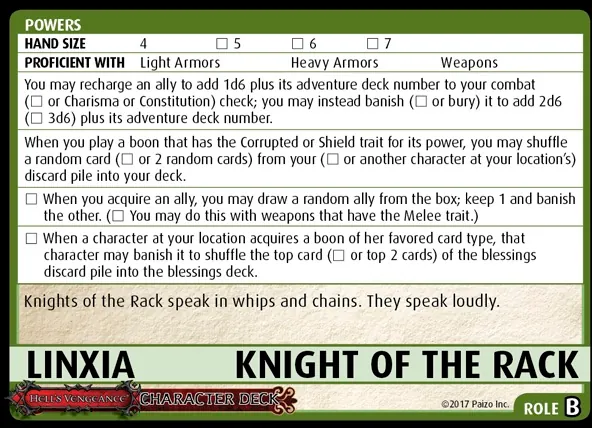 POWERS
HAND SIZE 4 ☐ 5 ☐ 6 ☐ 7
PROFICIENT WITH Light Armors Heavy Armors Weapons
You may recharge an ally to add 1d6 plus its adventure deck number to your combat
(☐ or Charisma or Constitution) check; you may instead banish (☐ or bury) it to add 2d6
(☐ 3d6) plus its adventure deck number.
When you play a boon that has the Corrupted or Shield trait for its power, you may shuffle
a random card (☐ or 2 random cards) from your (☐ or another character at your location's)
discard pile into your deck.
☐ When you acquire an ally, you may draw a random ally from the box; keep 1 and banish
the other. (☐ You may do this with weapons that have the Melee trait.)
☐ When a character at your location acquires a boon of her favored card type, that
character may banish it to shuffle the top card (☐ or top 2 cards) of the blessings
discard pile into the blessings deck.
Knights of the Rack speak in whips and chains. They speak loudly.
LINXIA KNIGHT OF THE RACK
HELL'S VENGEANCE CHARACTER DECK
©2017 Paizo Inc. ROLE B